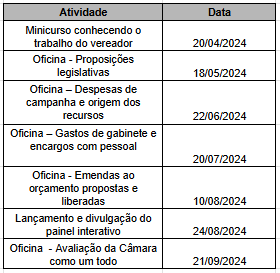 Atividade Data
Minicurso conhecendo o
trabalho do vereador 20/04/2024
Oficina - Proposições
legislativas 18/05/2024
Oficina – Despesas de
campanha e origem dos
recursos 22/06/2024
Oficina – Gastos de gabinete e
encargos com pessoal
20/07/2024
Oficina - Emendas ao
orçamento propostas e
liberadas 10/08/2024
Lançamento e divulgação do
painel interativo 24/08/2024
Oficina - Avaliação da Câmara
como um todo 21/09/2024